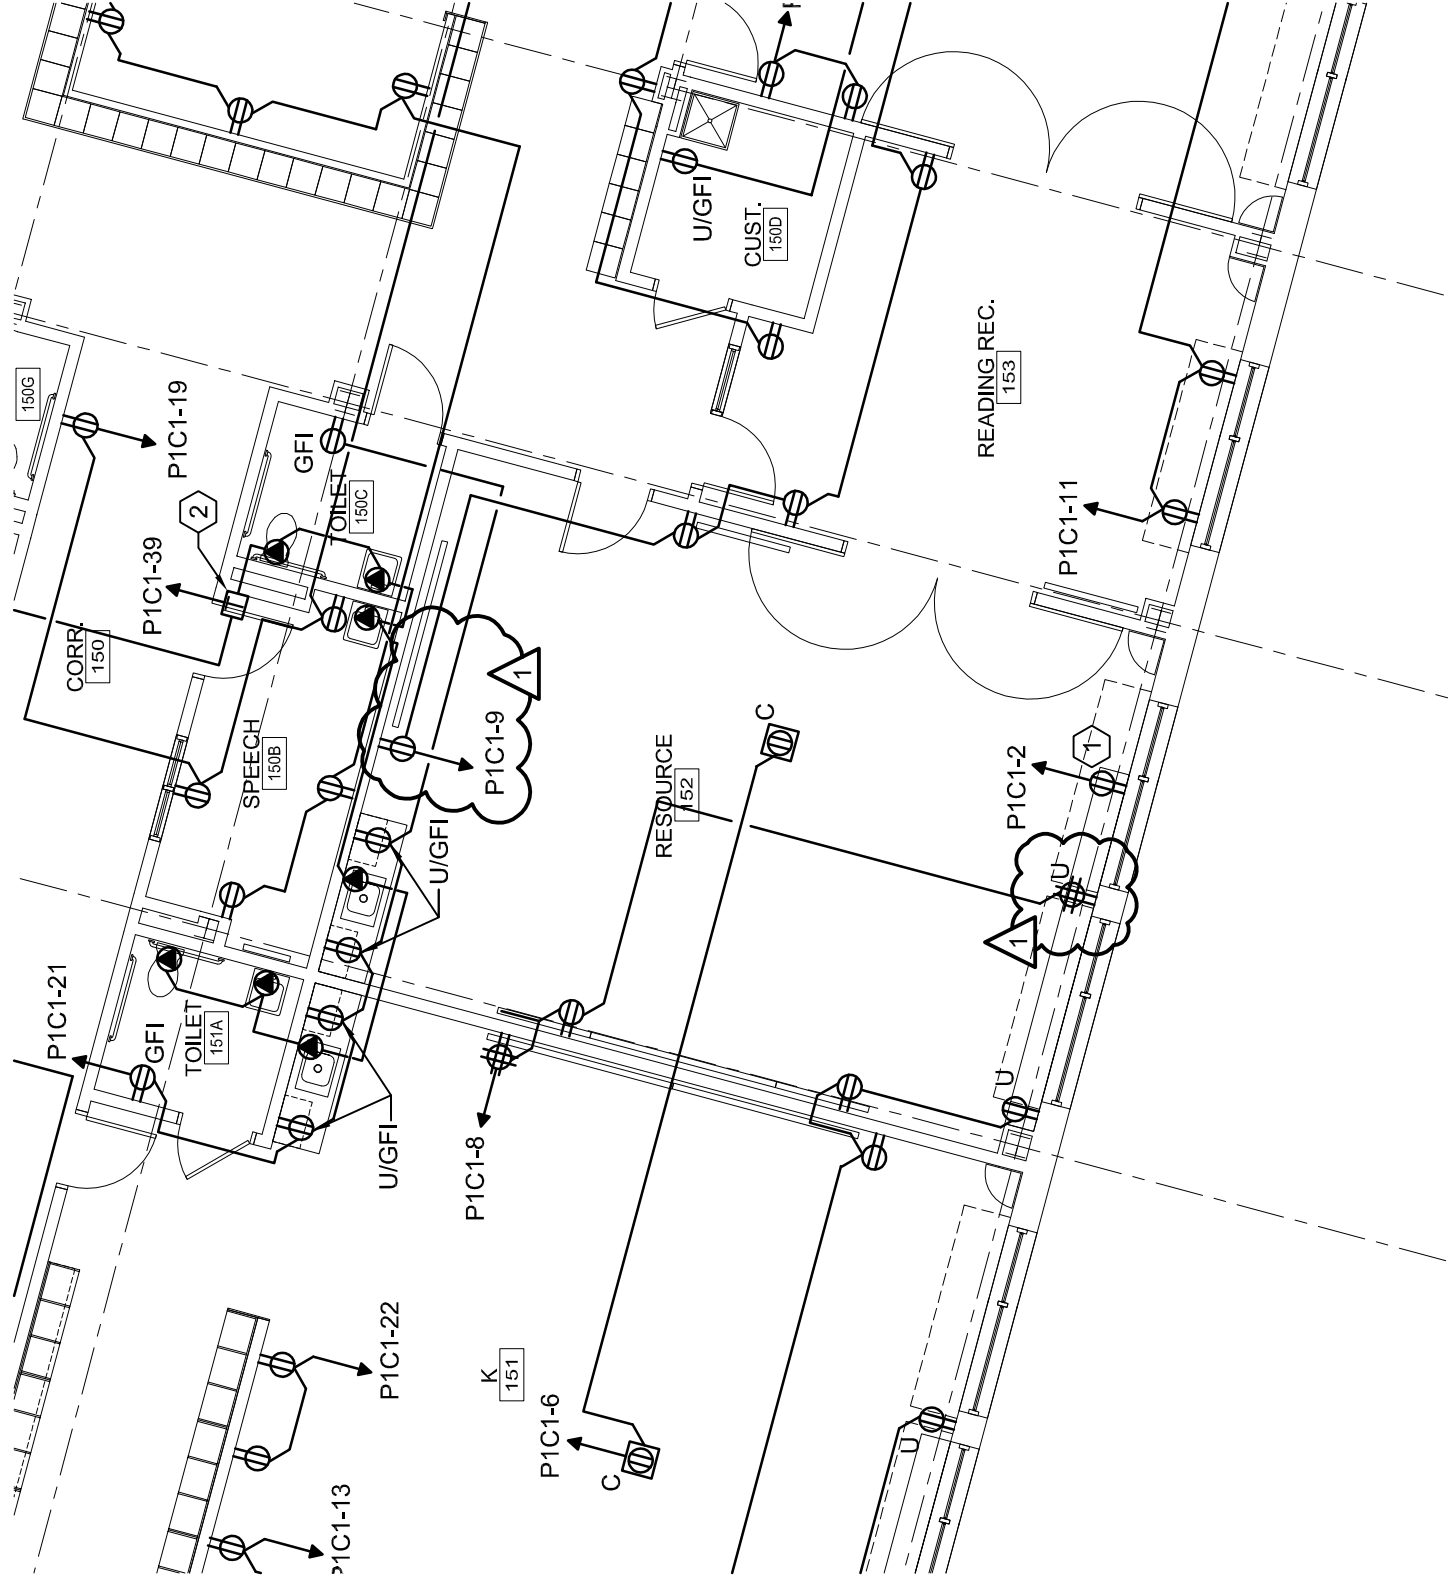 150G
P1C1-19
2
P1C1-39
CORR.
150
GFI
TOILET
150C
SPEECH
150B
P1C1-21
GFI
TOILET
151A
U/GFI
U/GFI
P1C1-9
1
U/GFI
CUST.
150D
READING REC.
153
P1C1-11
RESOURCE
152
C
P1C1-2
1
U
1
U
P1C1-8
K
151
P1C1-6
C
U
P1C1-22
P1C1-13